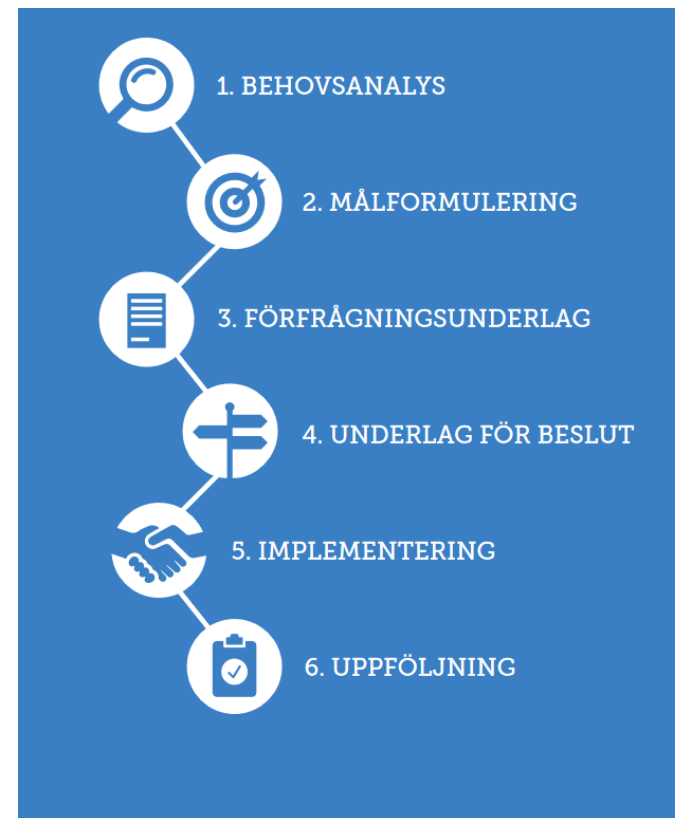 1. BEHOVSANALYS
2. MÅLFORMULERING
3. FÖRFRÅGNINGSUNDERLAG
4. UNDERLAG FÖR BESLUT
5. IMPLEMENTERING
6. UPPFÖLJNING